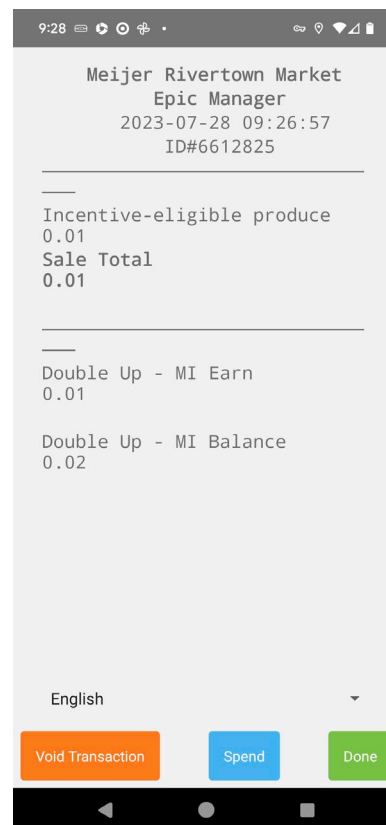 9:28
Meijer Rivertown Market
Epic Manager
2023-07-28 09:26:57
ID#6612825
Incentive-eligible produce
0.01
Sale Total
0.01
Double Up - MI Earn
0.01
Double Up - MI Balance
0.02
English
Void Transaction
Spend
Done